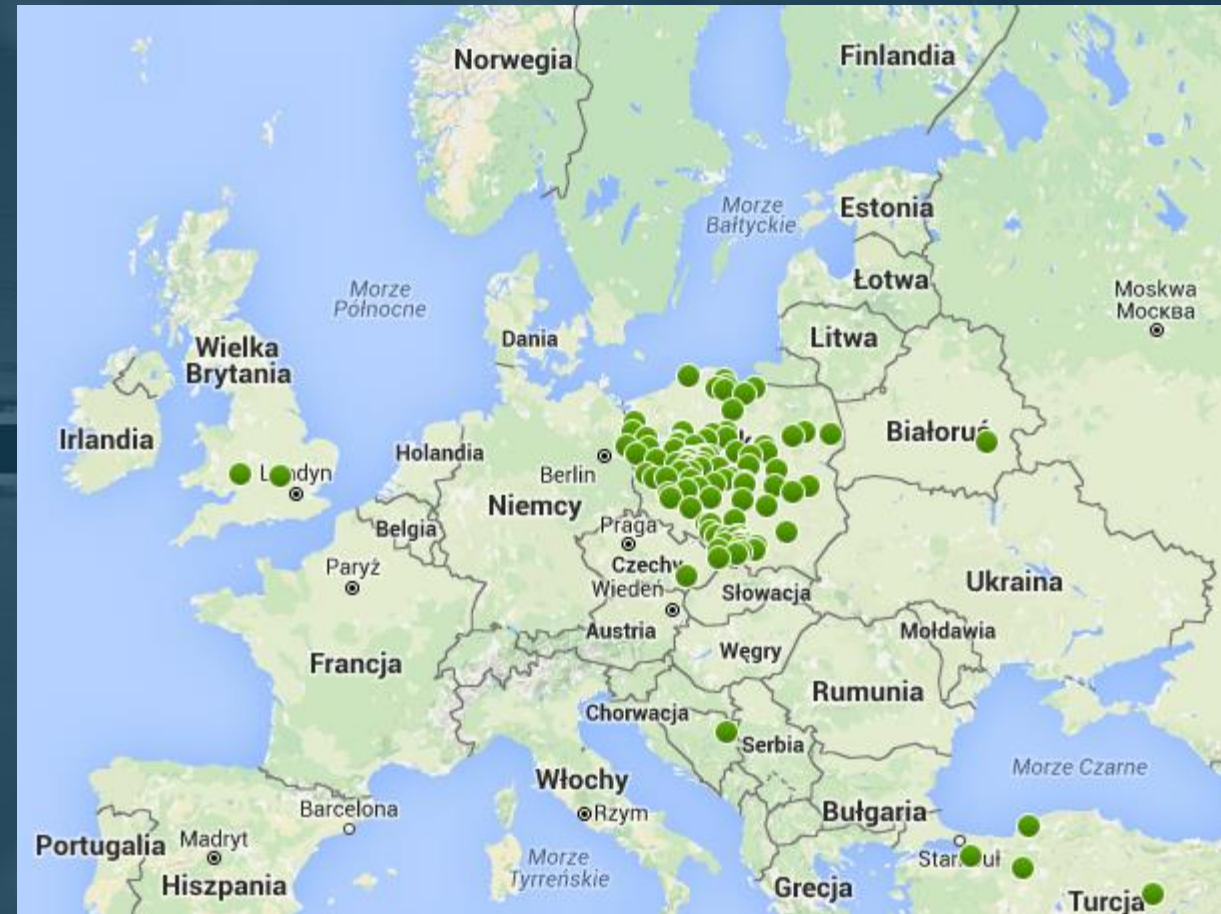 Norwegia
Finlandia
Morze
Bałtyckie
Estonia
Łotwa
Moskwa
Москва
Morze
Północne
Dania
Litwa
Wielka
Brytania
Irlandia
Holandia
Białoruś
Londyn
Berlin
Niemcy
Belgia
Praga
Paryż
Czechy
Wiedeń
Słowacja
Ukraina
Austria
Mołdawia
Węgry
Francja
Rumunia
Chorwacja
Serbia
Morze Czarne
Włochy
Barcelona
Rzym
Bułgaria
Portugalia
Madryt
Morze
Tyrreńskie
Hiszpania
Grecja
Turcja